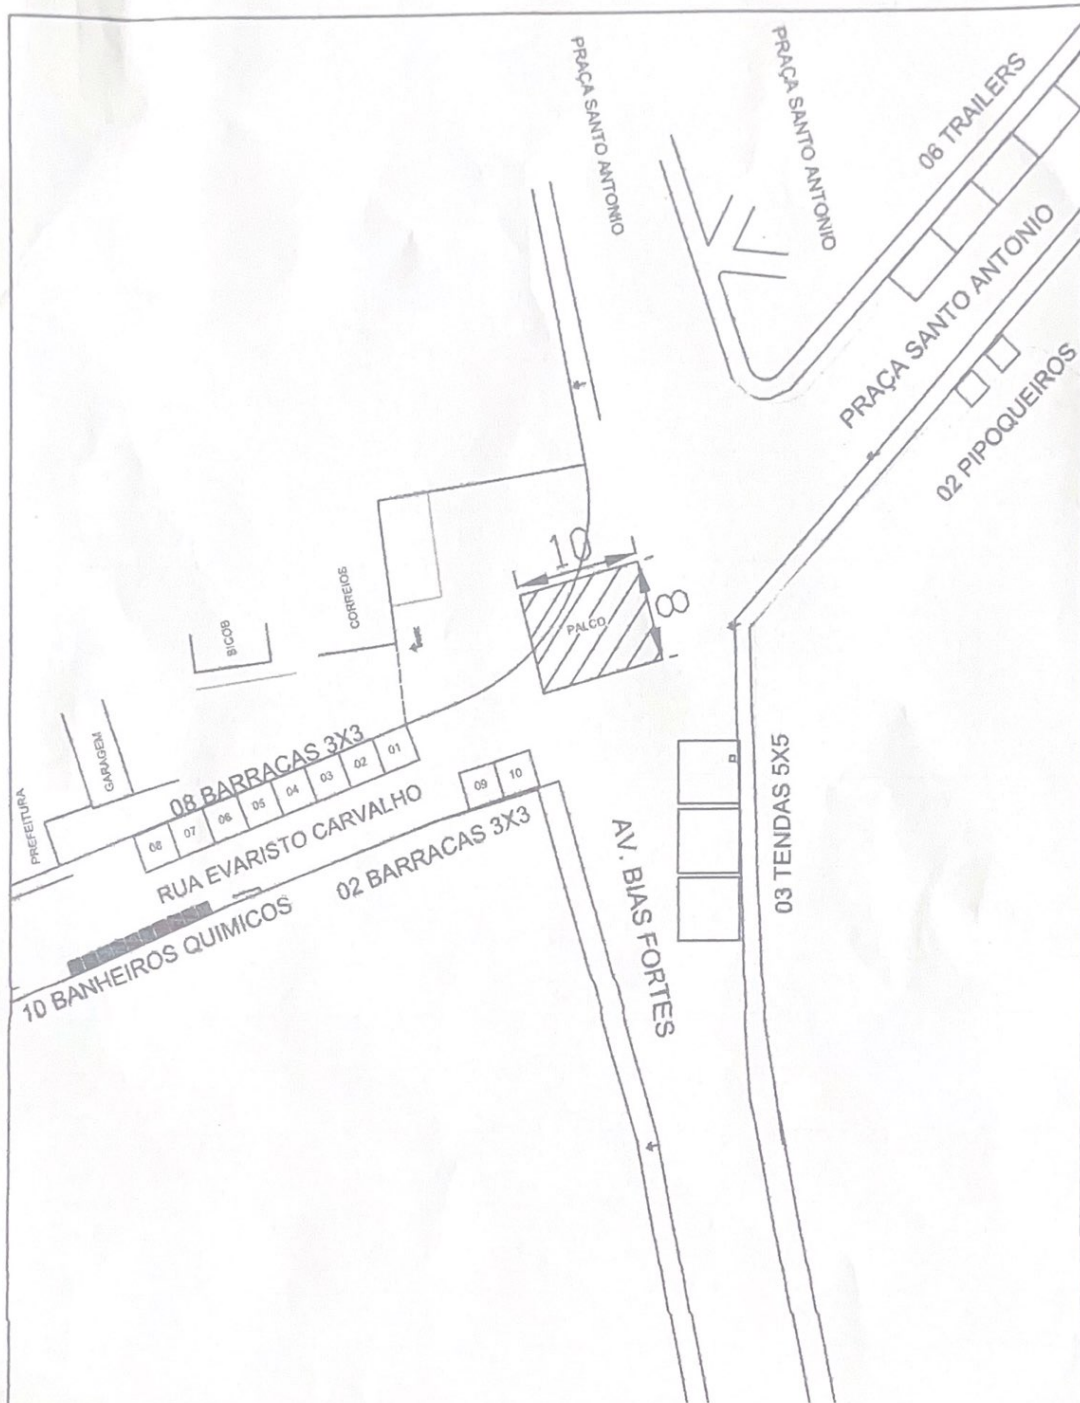 PRAÇA SANTO ANTONIO
PRAÇA SANTO ANTONIO
06 TRAILERS
PRAÇA SANTO ANTONIO
02 PIPOQUEIROS
10
8
PALCO
CORREIOS
SICOB
GARAGEM
PREFEITURA
08 BARRACAS 3X3
01
02
03
04
05
06
07
08
RUA EVARISTO CARVALHO
09
10
02 BARRACAS 3X3
10 BANHEIROS QUIMICOS
AV. BIAS FORTES
03 TENDAS 5X5